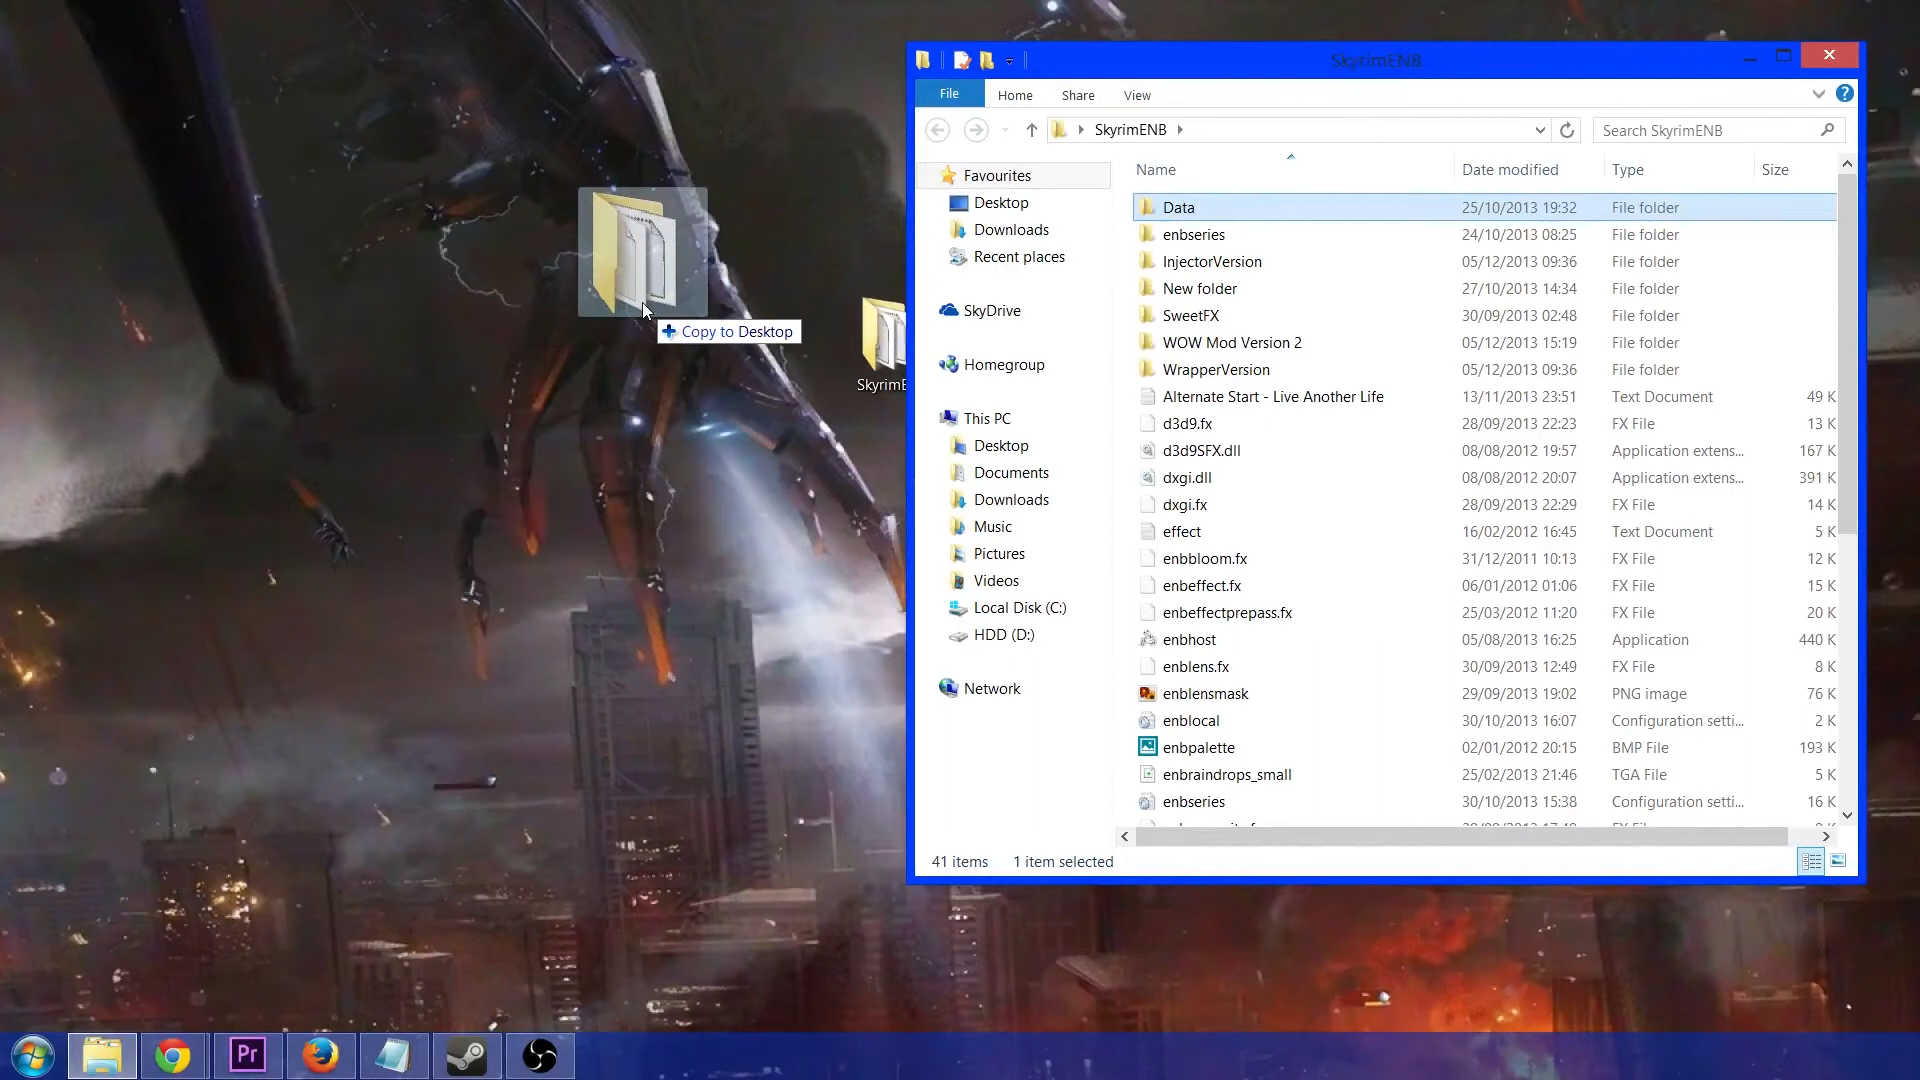 SkyrimENB
File Home Share View
SkyrimENB
Search SkyrimENB
Name Date modified Type Size
Favourites
Desktop
Downloads
Recent places
SkyDrive
Homegroup
This PC
Desktop
Documents
Downloads
Music
Pictures
Videos
Local Disk (C:)
HDD (D:)
Network
Data 25/10/2013 19:32 File folder
enbseries 24/10/2013 08:25 File folder
InjectorVersion 05/12/2013 09:36 File folder
New folder 27/10/2013 14:34 File folder
SweetFX 30/09/2013 02:48 File folder
WOW Mod Version 2 05/12/2013 15:19 File folder
WrapperVersion 05/12/2013 09:36 File folder
Alternate Start - Live Another Life 13/11/2013 23:51 Text Document 49 K
d3d9.fx 28/09/2013 22:23 FX File 13 K
d3d9SFX.dll 08/08/2012 19:57 Application extens... 167 K
dxgi.dll 08/08/2012 20:07 Application extens... 391 K
dxgi.fx 28/09/2013 22:29 FX File 14 K
effect 16/02/2012 16:45 Text Document 5 K
enbbloom.fx 31/12/2011 10:13 FX File 12 K
enbeffect.fx 06/01/2012 01:06 FX File 15 K
enbeffectprepass.fx 25/03/2012 11:20 FX File 20 K
enbhost 05/08/2013 16:25 Application 440 K
enblens.fx 30/09/2013 12:49 FX File 8 K
enblensmask 29/09/2013 19:02 PNG image 76 K
enblocal 30/10/2013 16:07 Configuration setti... 2 K
enbpalette 02/01/2012 20:15 BMP File 193 K
enbraindrops_small 25/02/2013 21:46 TGA File 5 K
enbseries 30/10/2013 15:38 Configuration setti... 16 K
41 items 1 item selected
Copy to Desktop
SkyrimE
Pr